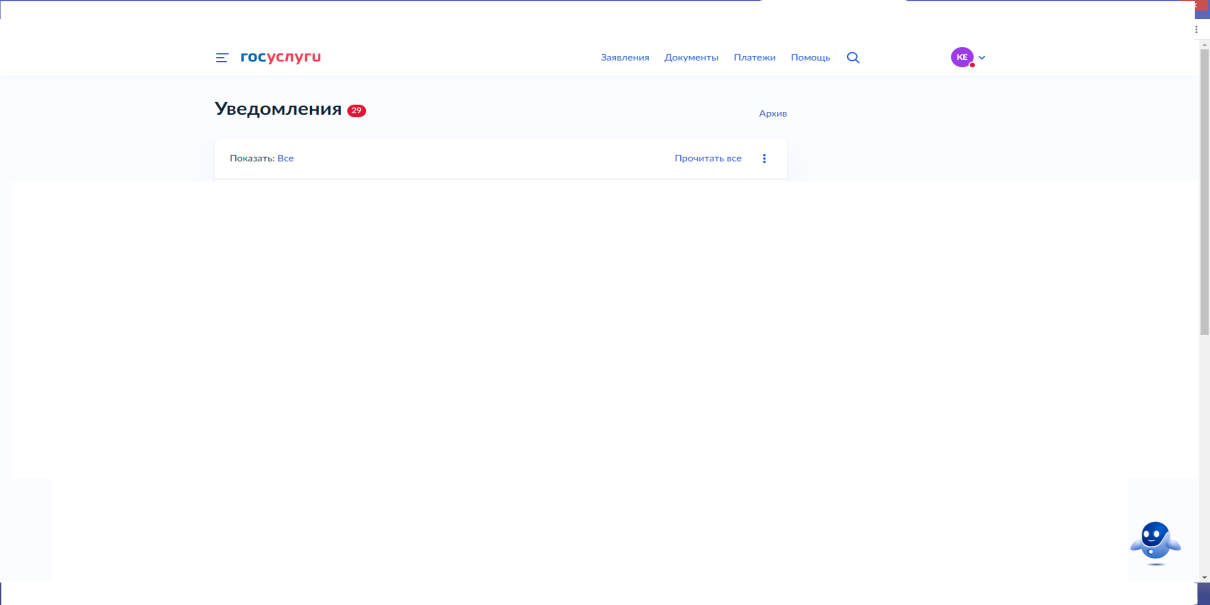 госуслуги Заявления Документы Платежи Помощь КЕ
Уведомления 29 Архив
Показать: Все Прочитать все